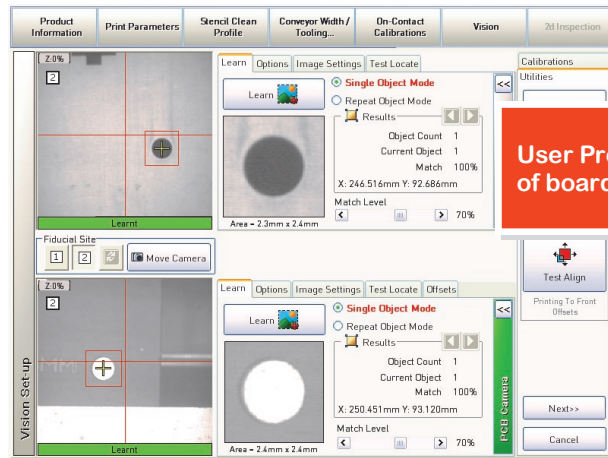 Product Information
Print Parameters
Stencil Clean Profile
Conveyor Width / Tooling...
On-Contact Calibrations
Vision
2d Inspection
Vision Set-up
Z:0%
2
Learnt
Learn
Options
Image Settings
Test Locate
Learn
Single Object Mode
Repeat Object Mode
<<
Results
Object Count 1
Current Object 1
Match 100%
X: 246.516mm Y: 92.686mm
Match Level
70%
Area = 2.3mm x 2.4mm
Calibrations
Utilities
User Pr
of board
Fiducial Site
1
2
Move Camera
Z:0%
2
MM
Learnt
Learn
Options
Image Settings
Test Locate
Offsets
Learn
Single Object Mode
Repeat Object Mode
<<
Results
Object Count 1
Current Object 1
Match 100%
X: 250.451mm Y: 93.120mm
Match Level
70%
Area = 2.4mm x 2.4mm
PCB Camera
Test Align
Printing To Front Offsets
Next>>
Cancel